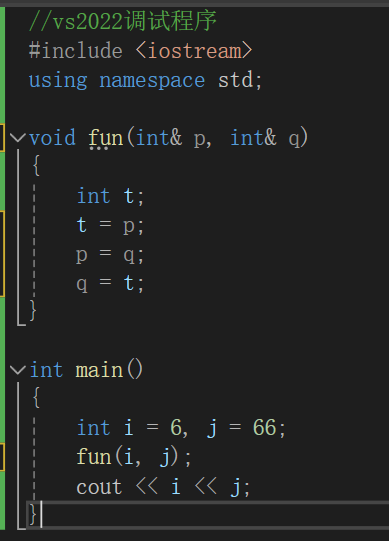 //vs2022调试程序
#include <iostream>
using namespace std;
void fun(int& p, int& q)
{
int t;
t = p;
p = q;
q = t;
}
int main()
{
int i = 6, j = 66;
fun(i, j);
cout << i << j;
}